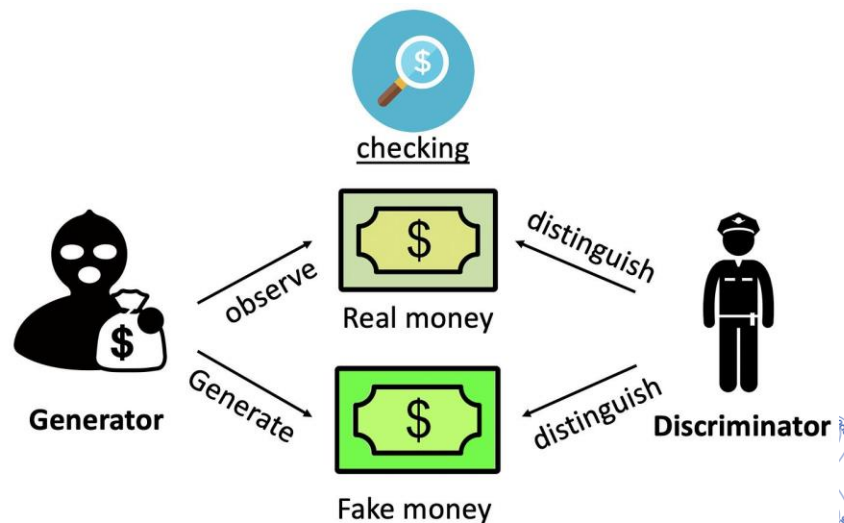 $
checking
$
distinguish
observe
Real money
$
Generator
Generate
$
distinguish
Discriminator
Fake money